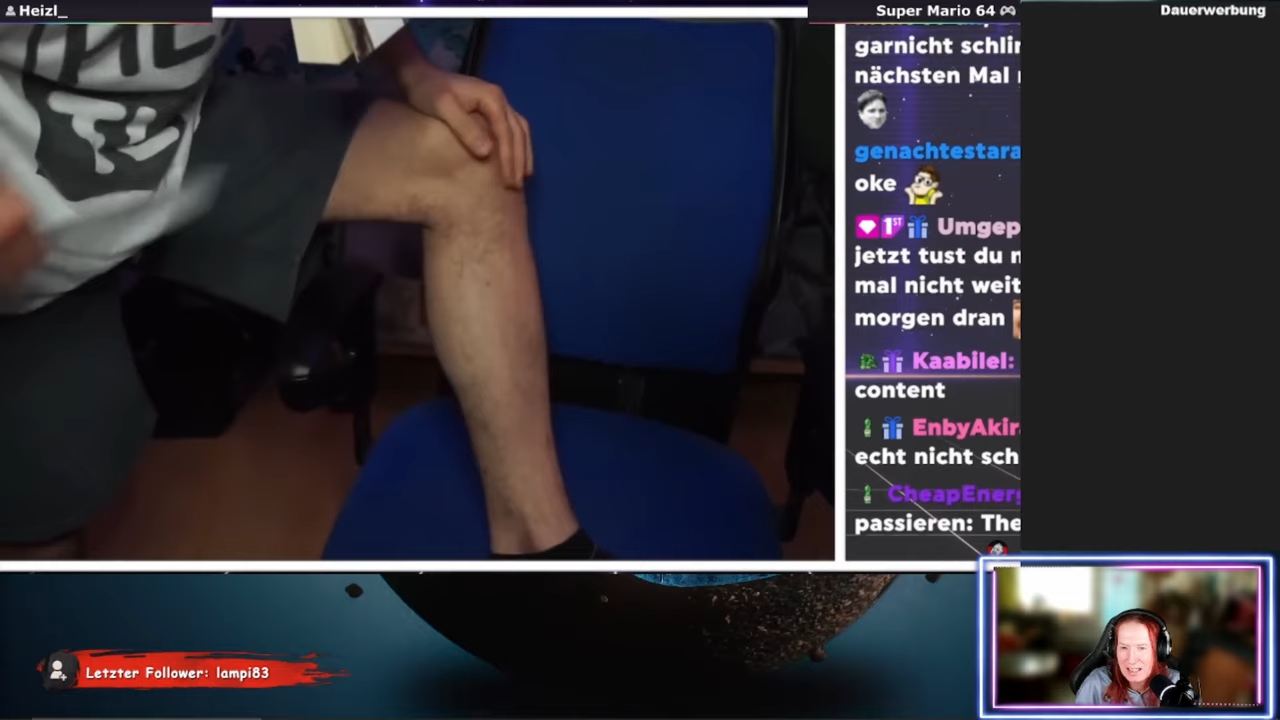 Heizl_
Super Mario 64
Dauerwerbung
garnicht schlin
nächsten Mal
genachtestara
oke
1ST Umgep
jetzt tust du n
mal nicht weit
morgen dran
Kaabilel:
content
EnbyAkir
echt nicht sch
CheapEnerg
passieren: The
Letzter Follower: lampi83